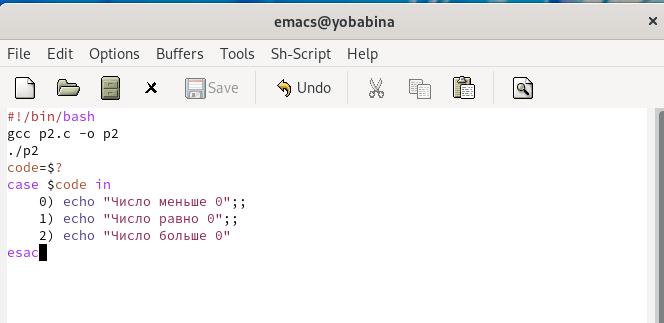 emacs@yobabina
File Edit Options Buffers Tools Sh-Script Help
Save Undo
#!/bin/bash
gcc p2.c -o p2
./p2
code=$?
case $code in
    0) echo "Число меньше 0";;
    1) echo "Число равно 0";;
    2) echo "Число больше 0"
esac